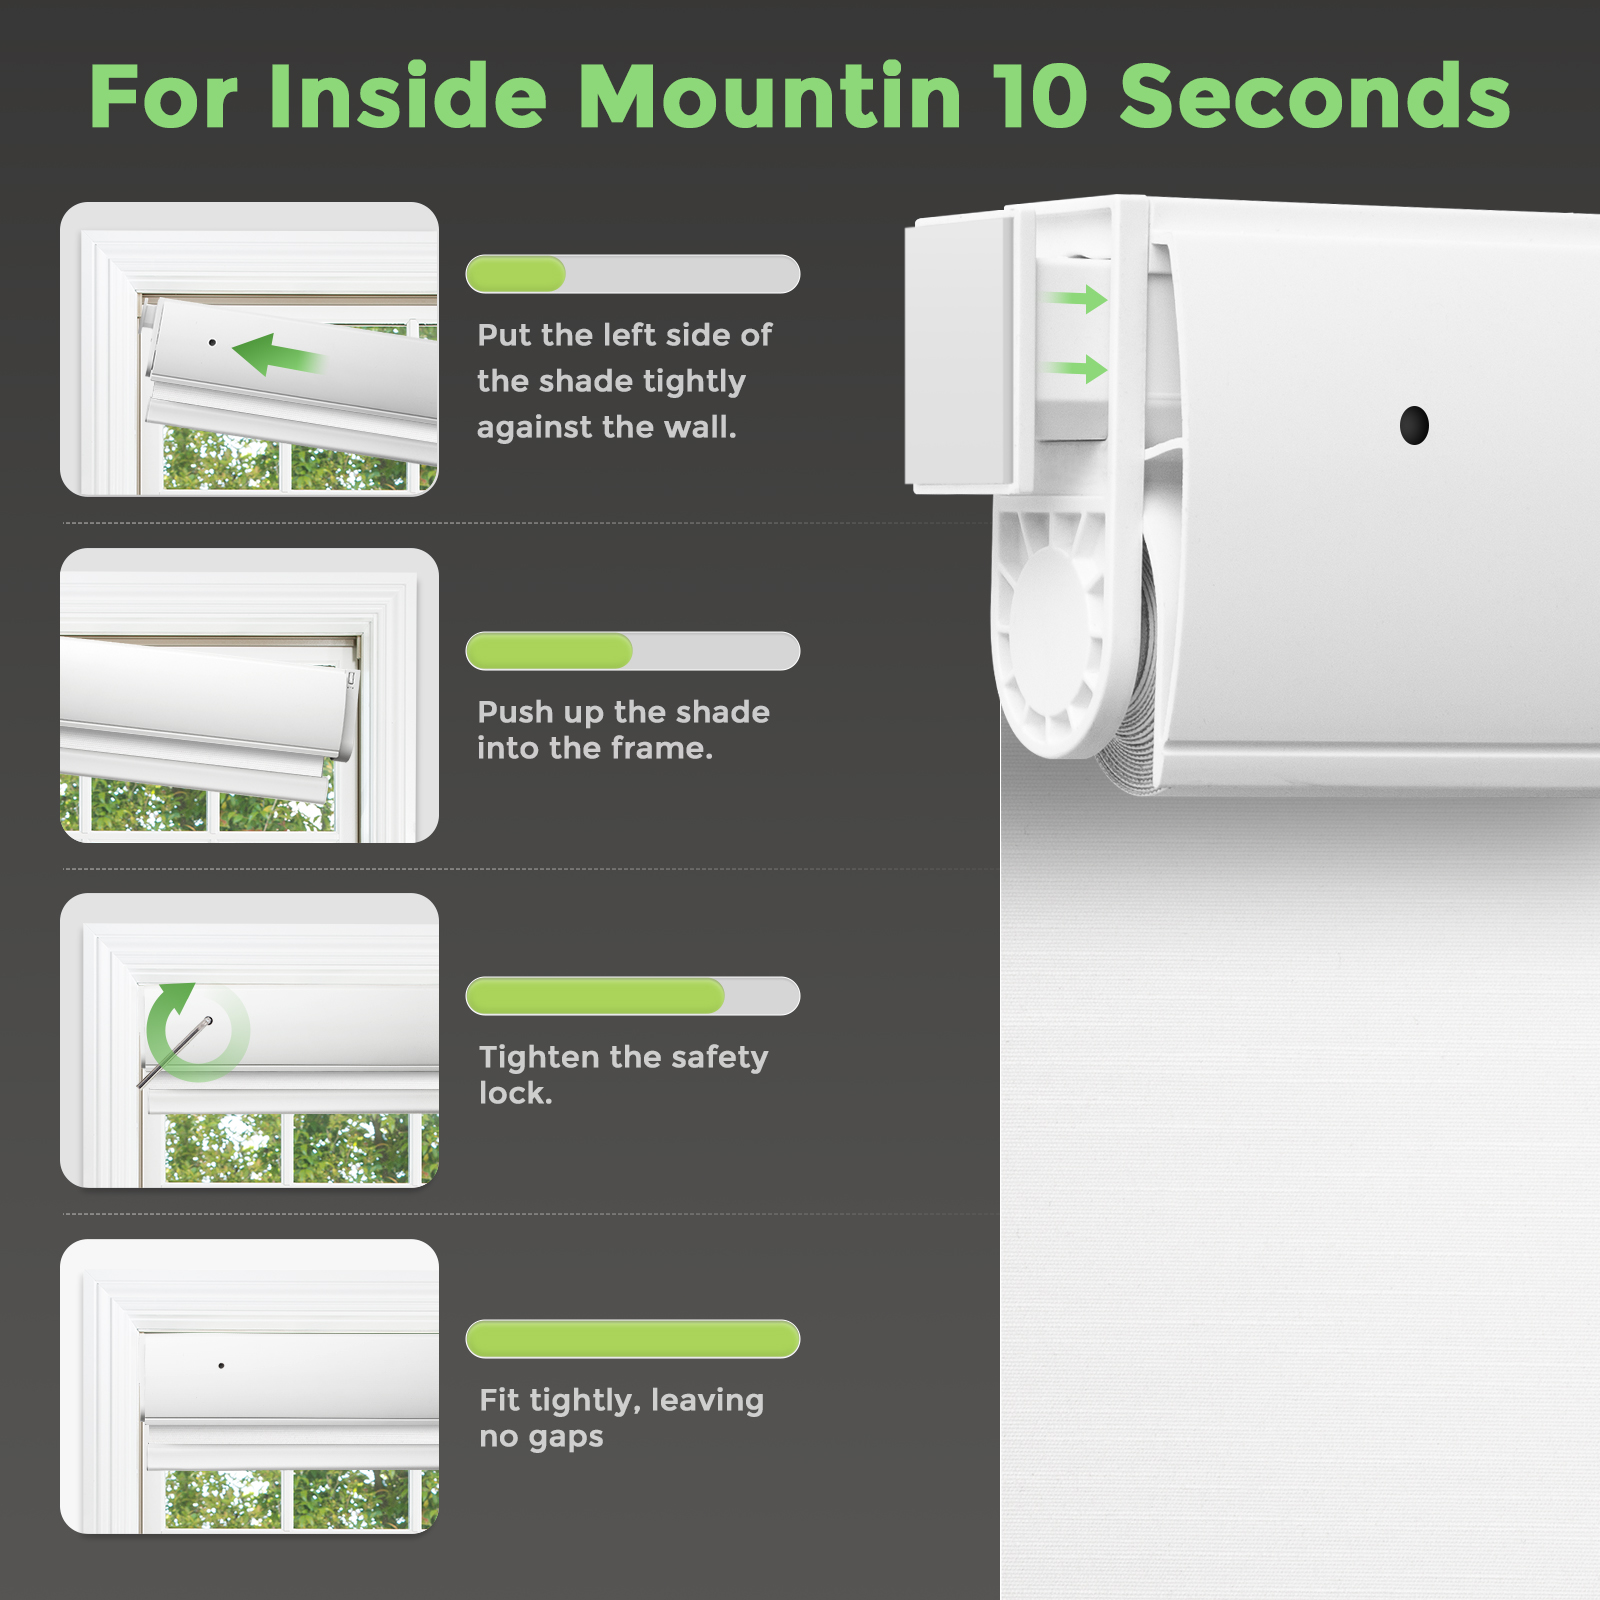 For Inside Mountin 10 Seconds
Put the left side of
the shade tightly
against the wall.
Push up the shade
into the frame.
Tighten the safety
lock.
Fit tightly, leaving
no gaps